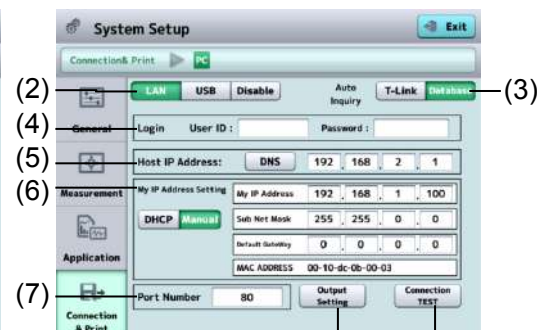 System Setup Exit
Connection& Print PC
(2) LAN USB Disable Auto Inquiry T-Link Database (3)
(4) General Login User ID : Password :
(5) Host IP Address: DNS 192 . 168 . 2 . 1
(6) Measurement My IP Address Setting My IP Address 192 . 168 . 1 . 100
DHCP Manual Sub Net Mask 255 . 255 . 0 . 0
Application Default GateWay 0 . 0 . 0 . 0
MAC ADDRESS 00-10-dc-0b-00-03
(7) Port Number 80 Output Setting Connection TEST
Connection
& Print